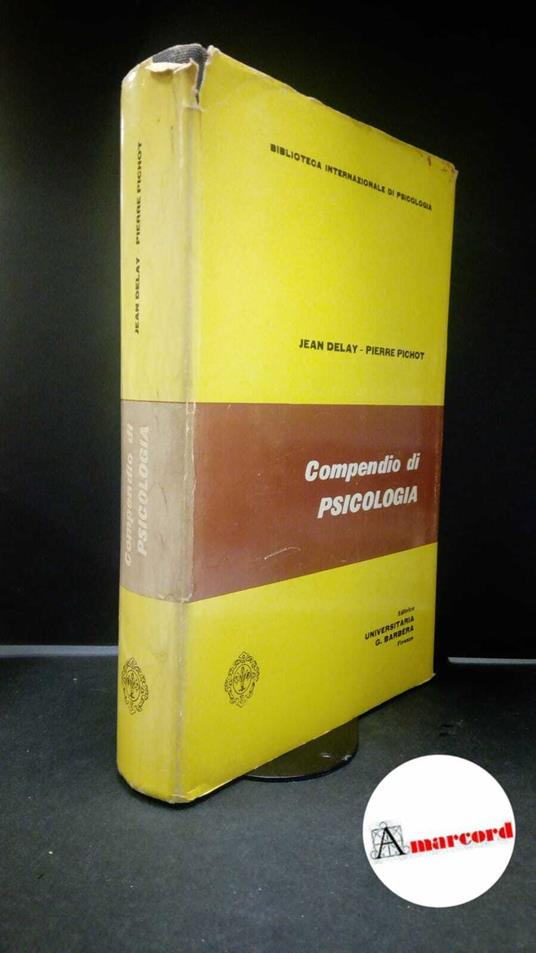 JEAN DELAY PIERRE PICHOT
Compendio di
PSICOLOGIA
BIBLIOTECA INTERNAZIONALE DI PSICOLOGIA
JEAN DELAY - PIERRE PICHOT
Compendio di
PSICOLOGIA
Editrice
UNIVERSITARIA
G. BARBÈRA
Firenze
Amarcord